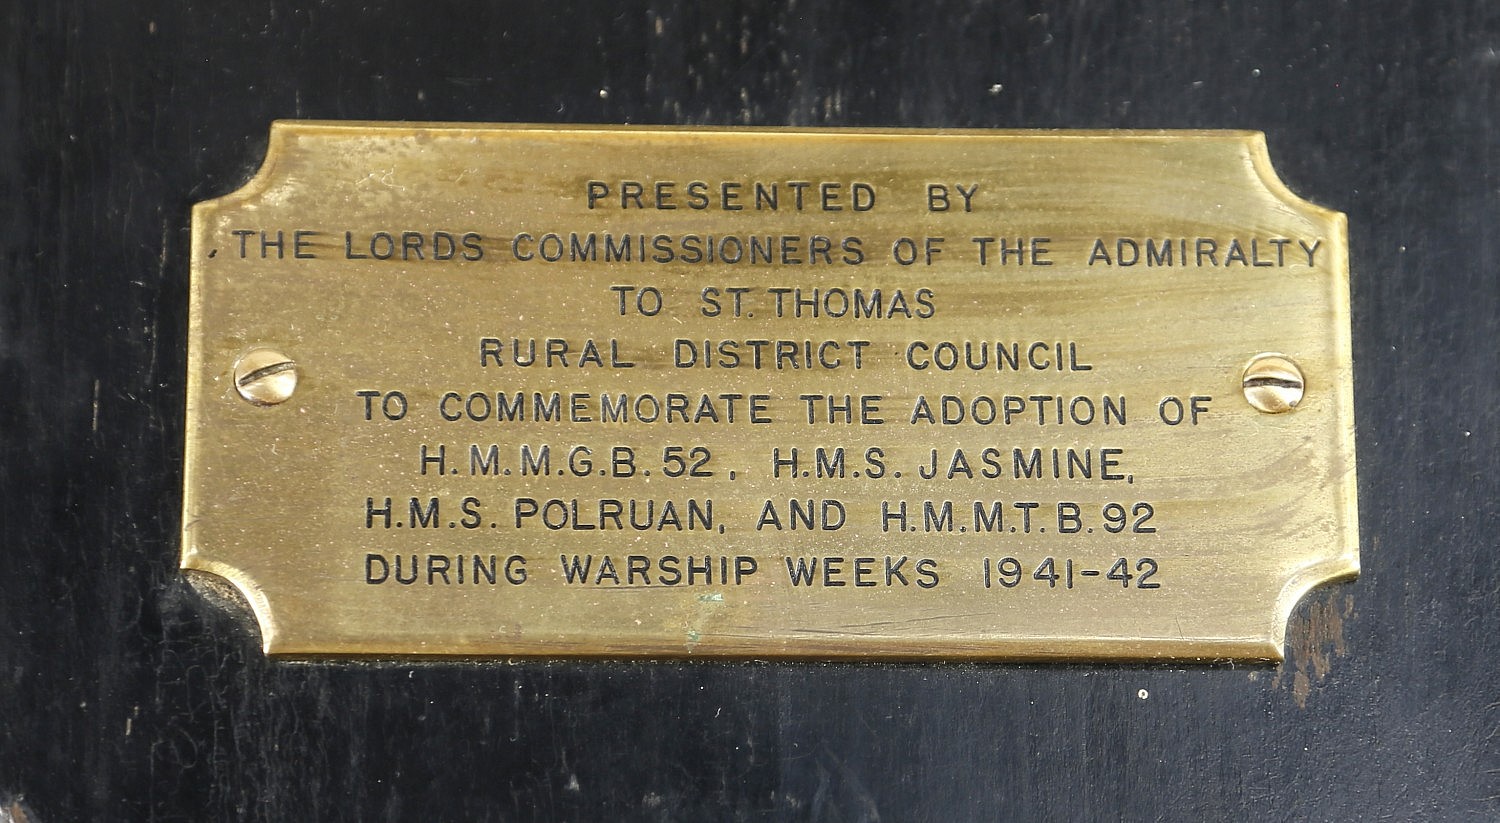 PRESENTED BY
THE LORDS COMMISSIONERS OF THE ADMIRALTY
TO ST. THOMAS
RURAL DISTRICT COUNCIL
TO COMMEMORATE THE ADOPTION OF
H.M.M.G.B. 52, H.M.S. JASMINE,
H.M.S. POLRUAN, AND H.M.M.T.B. 92
DURING WARSHIP WEEKS 1941-42